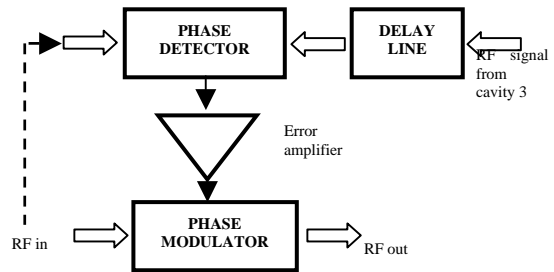 PHASE
DETECTOR
DELAY
LINE
RF signal
from
cavity 3
Error
amplifier
PHASE
MODULATOR
RF in
RF out